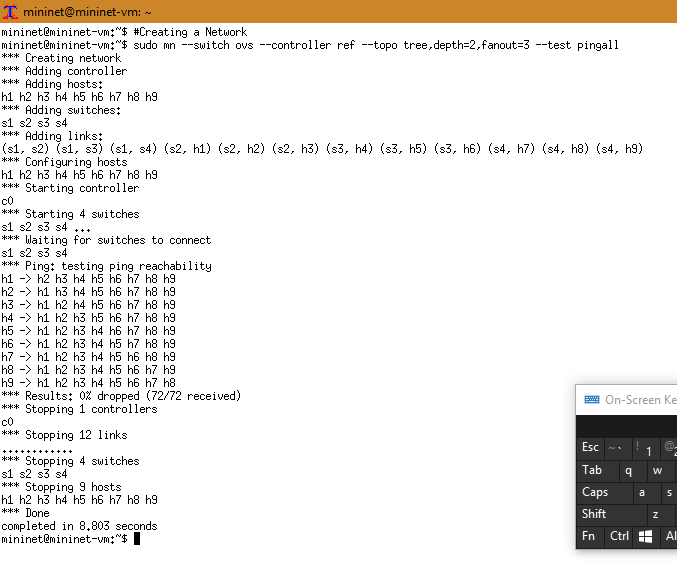 mininet@mininet-vm: ~
mininet@mininet-vm:~$ #Creating a Network
mininet@mininet-vm:~$ sudo mn --switch ovs --controller ref --topo tree,depth=2,fanout=3 --test pingall
*** Creating network
*** Adding controller
*** Adding hosts:
h1 h2 h3 h4 h5 h6 h7 h8 h9
*** Adding switches:
s1 s2 s3 s4
*** Adding links:
(s1, s2) (s1, s3) (s1, s4) (s2, h1) (s2, h2) (s2, h3) (s3, h4) (s3, h5) (s3, h6) (s4, h7) (s4, h8) (s4, h9)
*** Configuring hosts
h1 h2 h3 h4 h5 h6 h7 h8 h9
*** Starting controller
c0
*** Starting 4 switches
s1 s2 s3 s4 ...
*** Waiting for switches to connect
s1 s2 s3 s4
*** Ping: testing ping reachability
h1 -> h2 h3 h4 h5 h6 h7 h8 h9
h2 -> h1 h3 h4 h5 h6 h7 h8 h9
h3 -> h1 h2 h4 h5 h6 h7 h8 h9
h4 -> h1 h2 h3 h5 h6 h7 h8 h9
h5 -> h1 h2 h3 h4 h6 h7 h8 h9
h6 -> h1 h2 h3 h4 h5 h7 h8 h9
h7 -> h1 h2 h3 h4 h5 h6 h8 h9
h8 -> h1 h2 h3 h4 h5 h6 h7 h9
h9 -> h1 h2 h3 h4 h5 h6 h7 h8
*** Results: 0% dropped (72/72 received)
*** Stopping 1 controllers
c0
*** Stopping 12 links
............
*** Stopping 4 switches
s1 s2 s3 s4
*** Stopping 9 hosts
h1 h2 h3 h4 h5 h6 h7 h8 h9
*** Done
completed in 8.803 seconds
mininet@mininet-vm:~$
On-Screen Ke
Esc ~ ` ! 1 @ 2
Tab q w
Caps a s
Shift z
Fn Ctrl Al